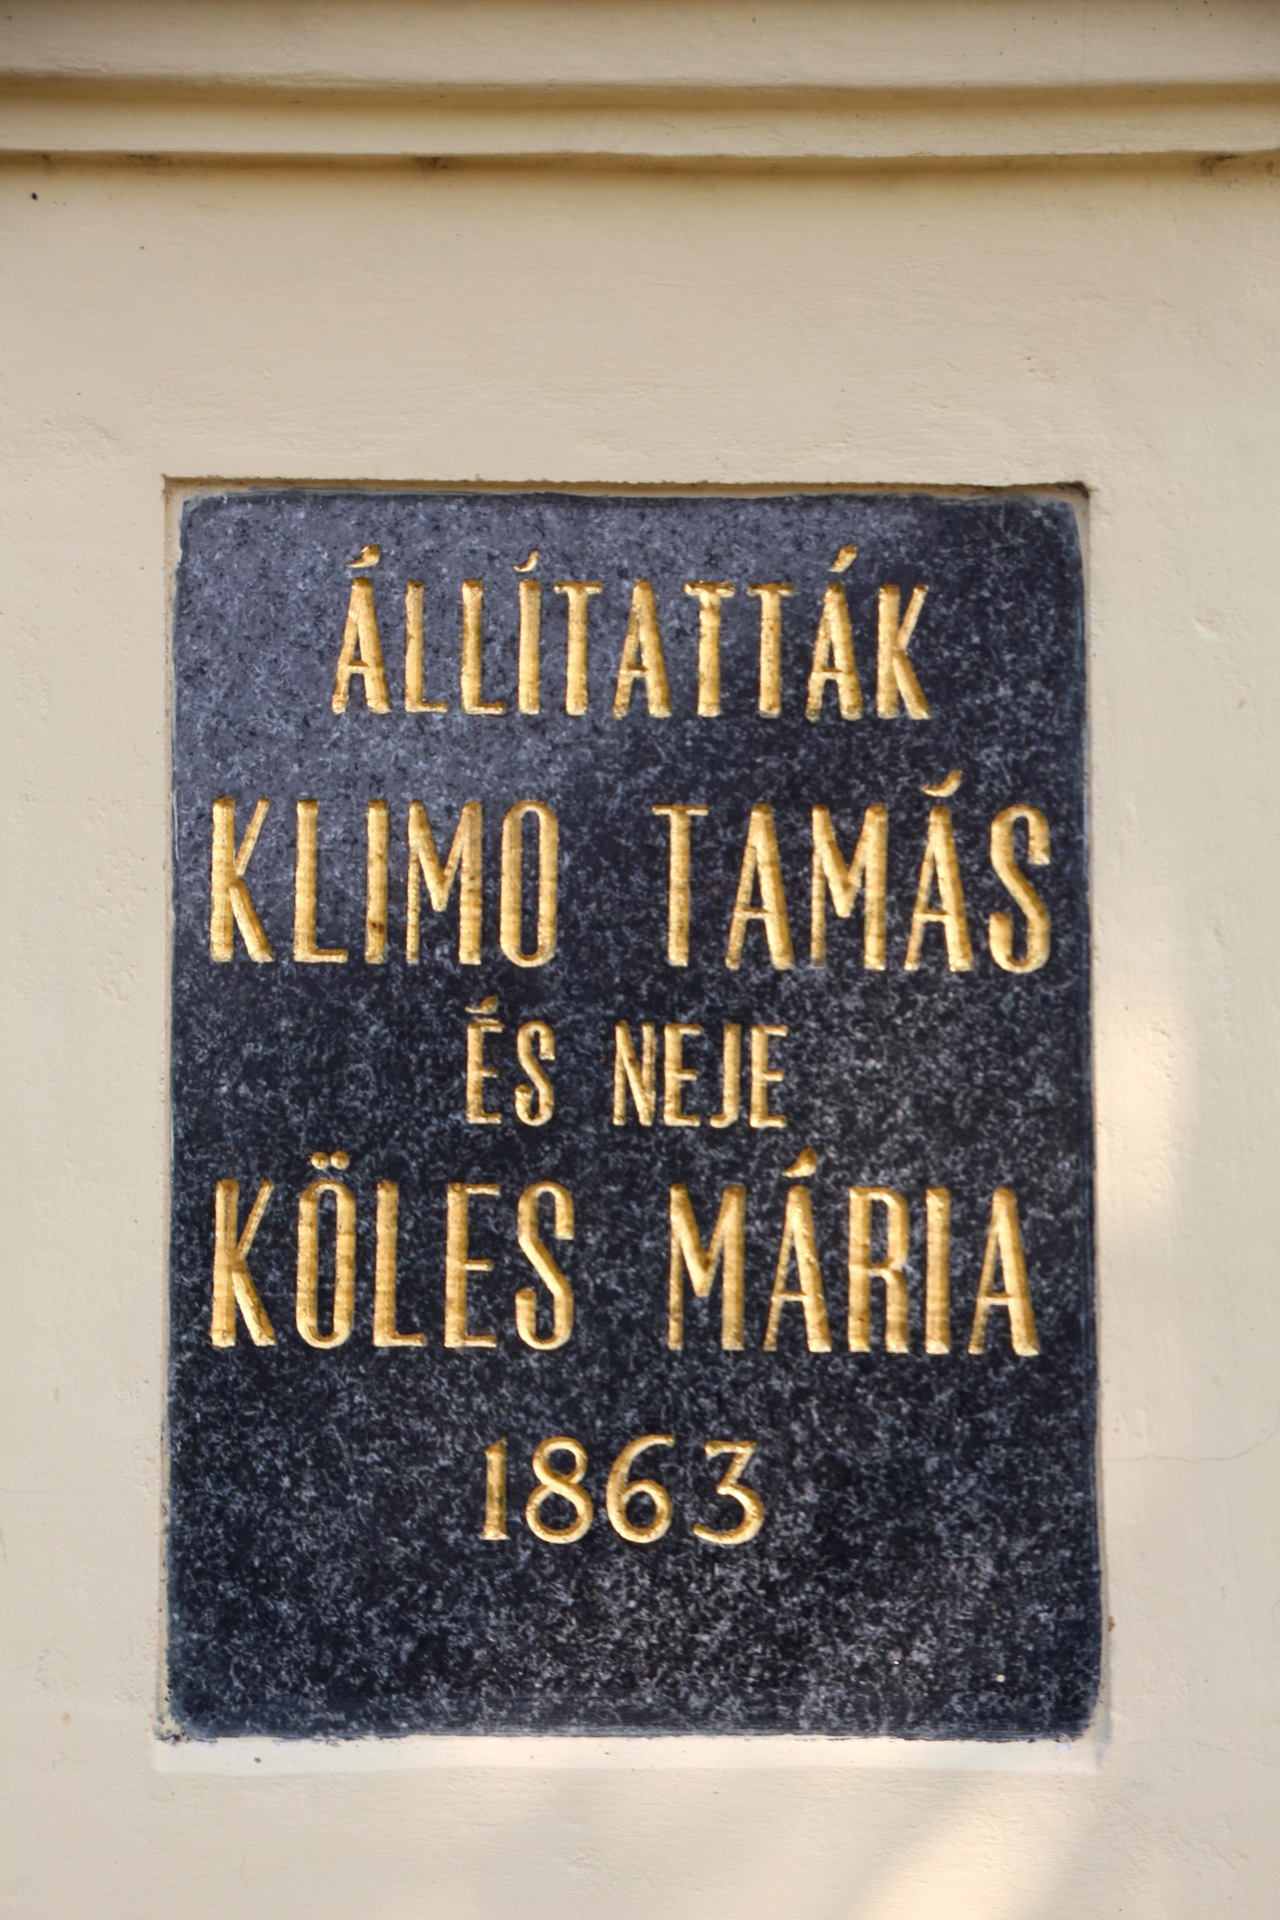 ÁLLÍTATTÁK
KLIMO TAMÁS
ÉS NEJE
KÖLES MÁRIA
1863